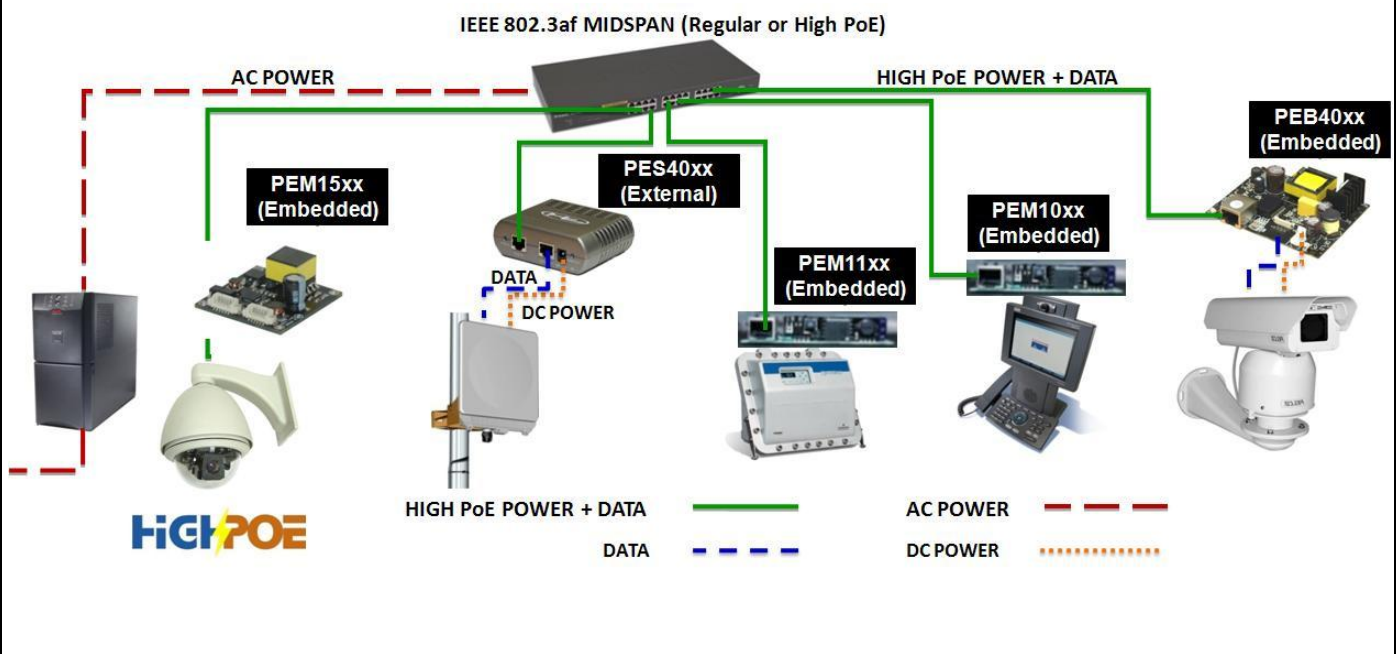 IEEE 802.3af MIDSPAN (Regular or High PoE)
AC POWER
HIGH PoE POWER + DATA
PEB40xx
(Embedded)
PEM15xx
(Embedded)
PES40xx
(External)
PEM10xx
(Embedded)
PEM11xx
(Embedded)
DATA
DC POWER
HIGHPOE
HIGH PoE POWER + DATA
AC POWER
DATA
DC POWER